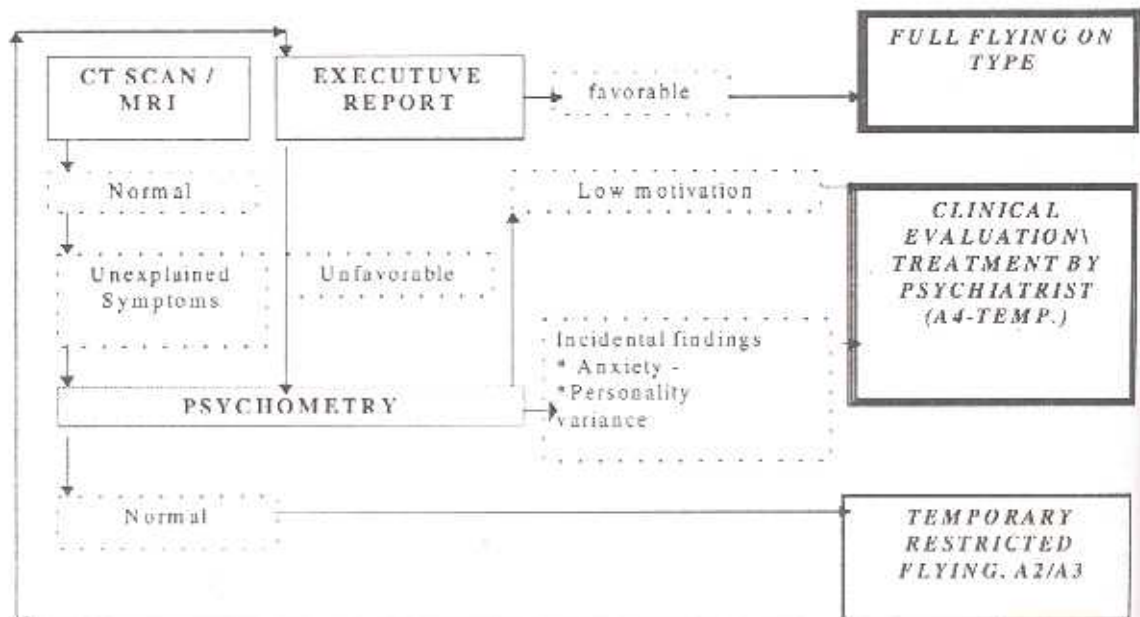 CT SCAN /
MRI
EXECUTUVE
REPORT
favorable
FULL FLYING ON
TYPE
Normal
Low motivation
Unexplained
Symptoms
Unfavorable
CLINICAL
EVALUATION\
TREATMENT BY
PSYCHIATRIST
(A4-TEMP.)
Incidental findings
* Anxiety -
*Personality
variance
PSYCHOMETRY
Normal
TEMPORARY
RESTRICTED
FLYING. A2/A3